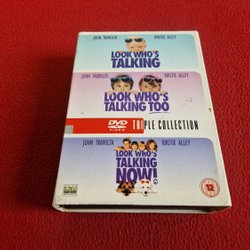 JOHN TRAVOLTA KIRSTIE ALLEY
LOOK WHO'S
TALKING
JOHN TRAVOLTA KIRSTIE ALLEY
LOOK WHO'S
TALKING TOO
DVD TRIPLE COLLECTION
VIDEO
JOHN TRAVOLTA KIRSTIE ALLEY
LOOK WHO'S
TALKING
NOW!
12